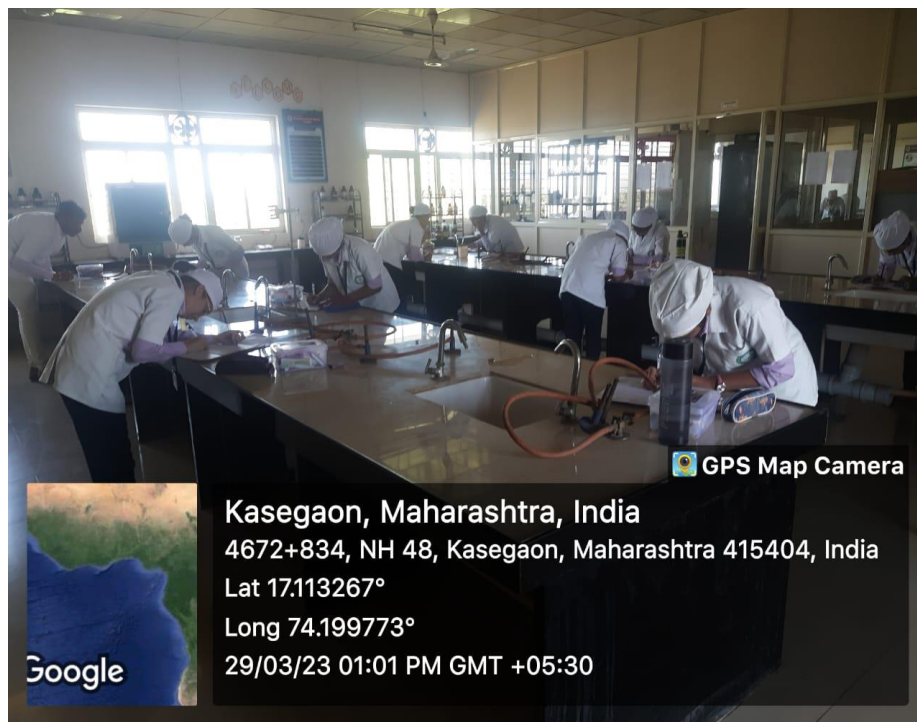 GPS Map Camera
Kasegaon, Maharashtra, India
4672+834, NH 48, Kasegaon, Maharashtra 415404, India
Lat 17.113267°
Long 74.199773°
29/03/23 01:01 PM GMT +05:30
Google